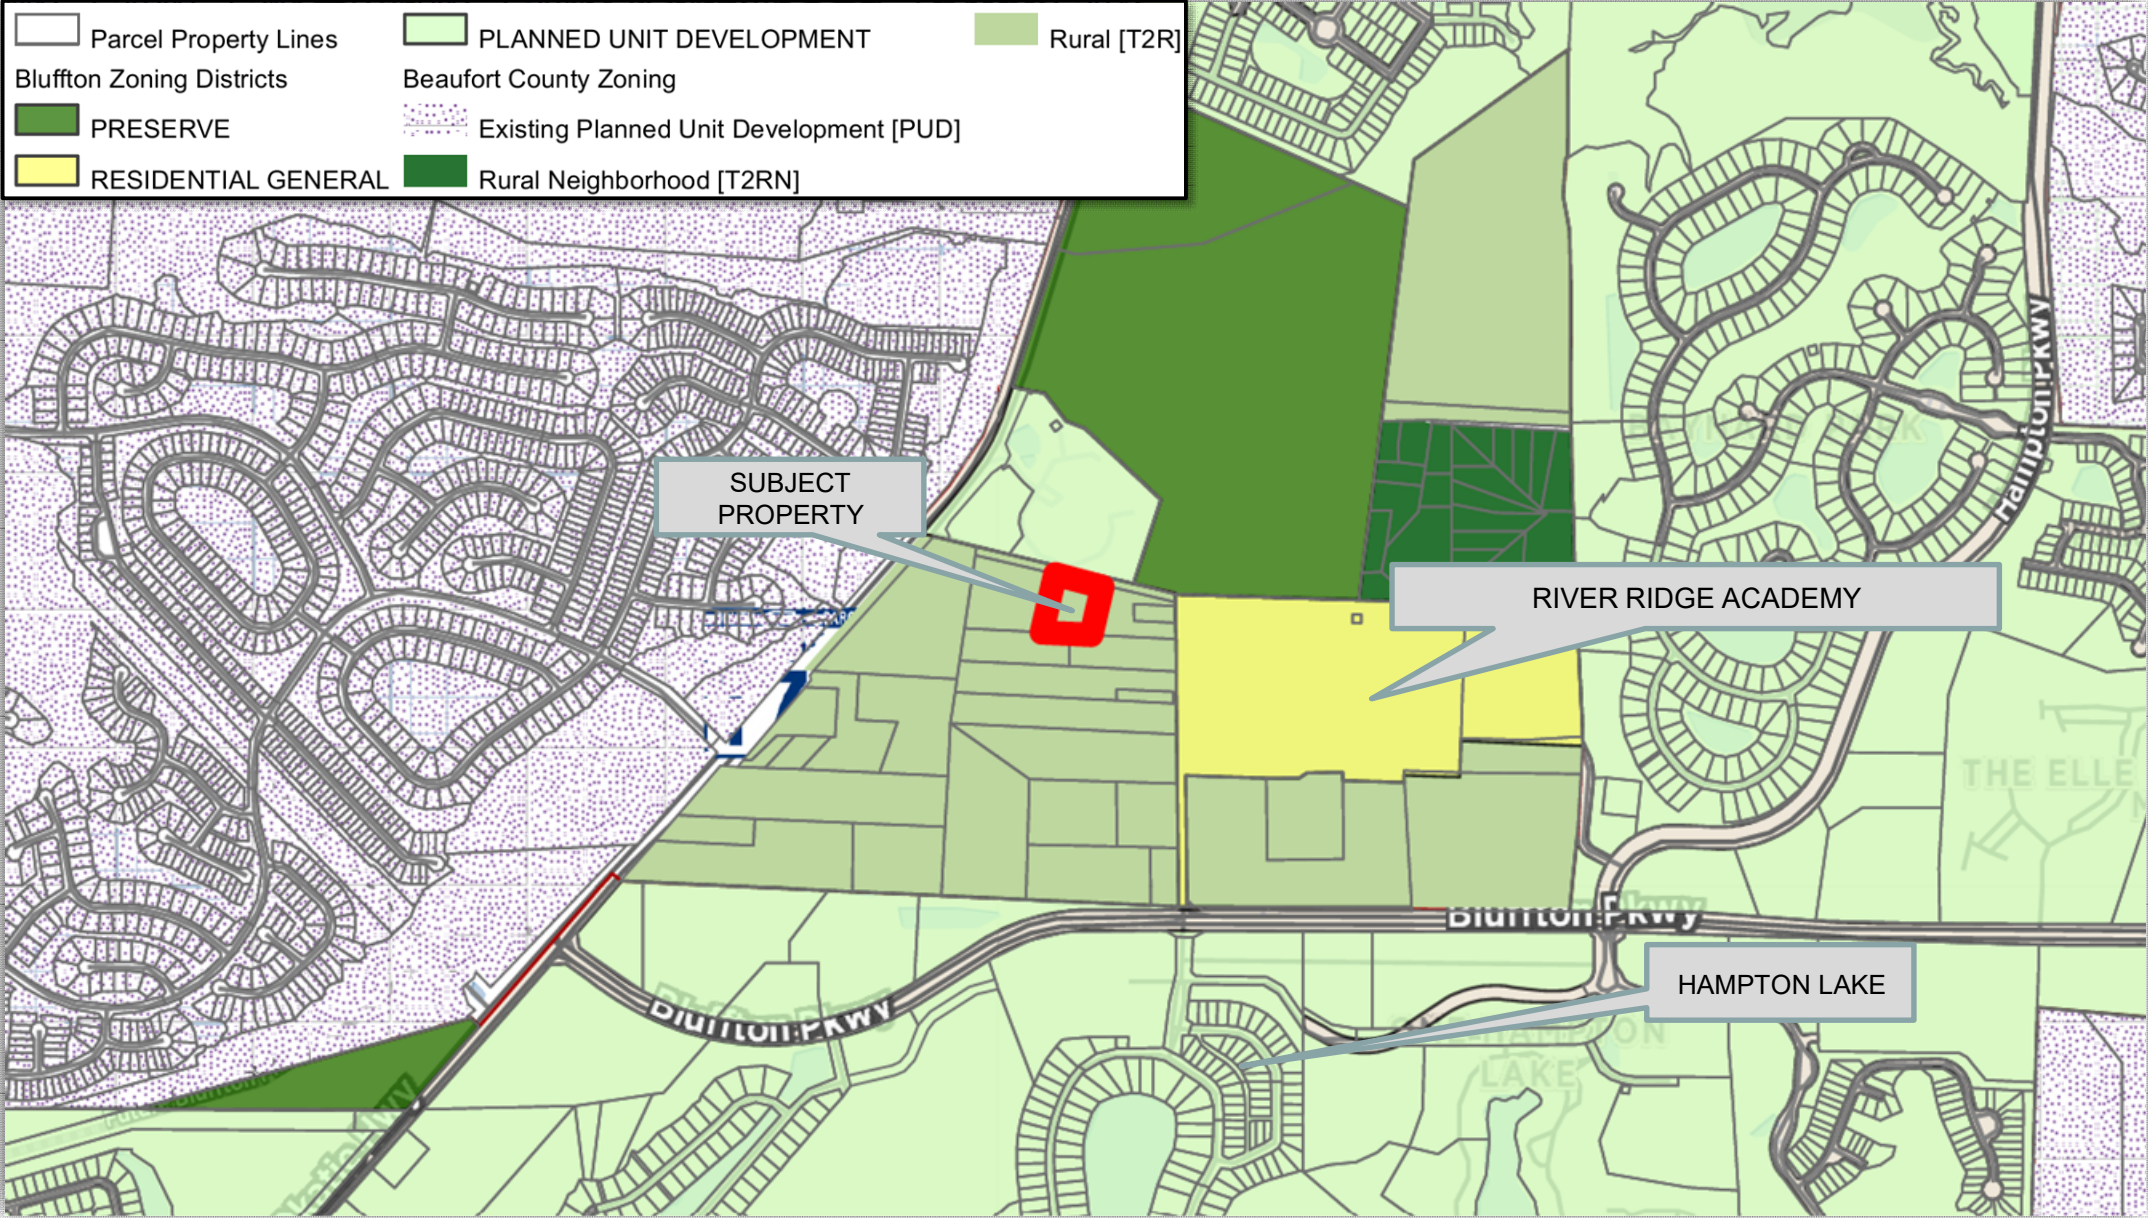 Parcel Property Lines
PLANNED UNIT DEVELOPMENT
Rural [T2R]
Bluffton Zoning Districts
Beaufort County Zoning
PRESERVE
Existing Planned Unit Development [PUD]
RESIDENTIAL GENERAL
Rural Neighborhood [T2RN]
Hampton Pkwy
SUBJECT
PROPERTY
RIVER RIDGE ACADEMY
THE ELLE
Bluffton Pkwy
HAMPTON LAKE
Bluffton Pkwy
HAMPTON
LAKE